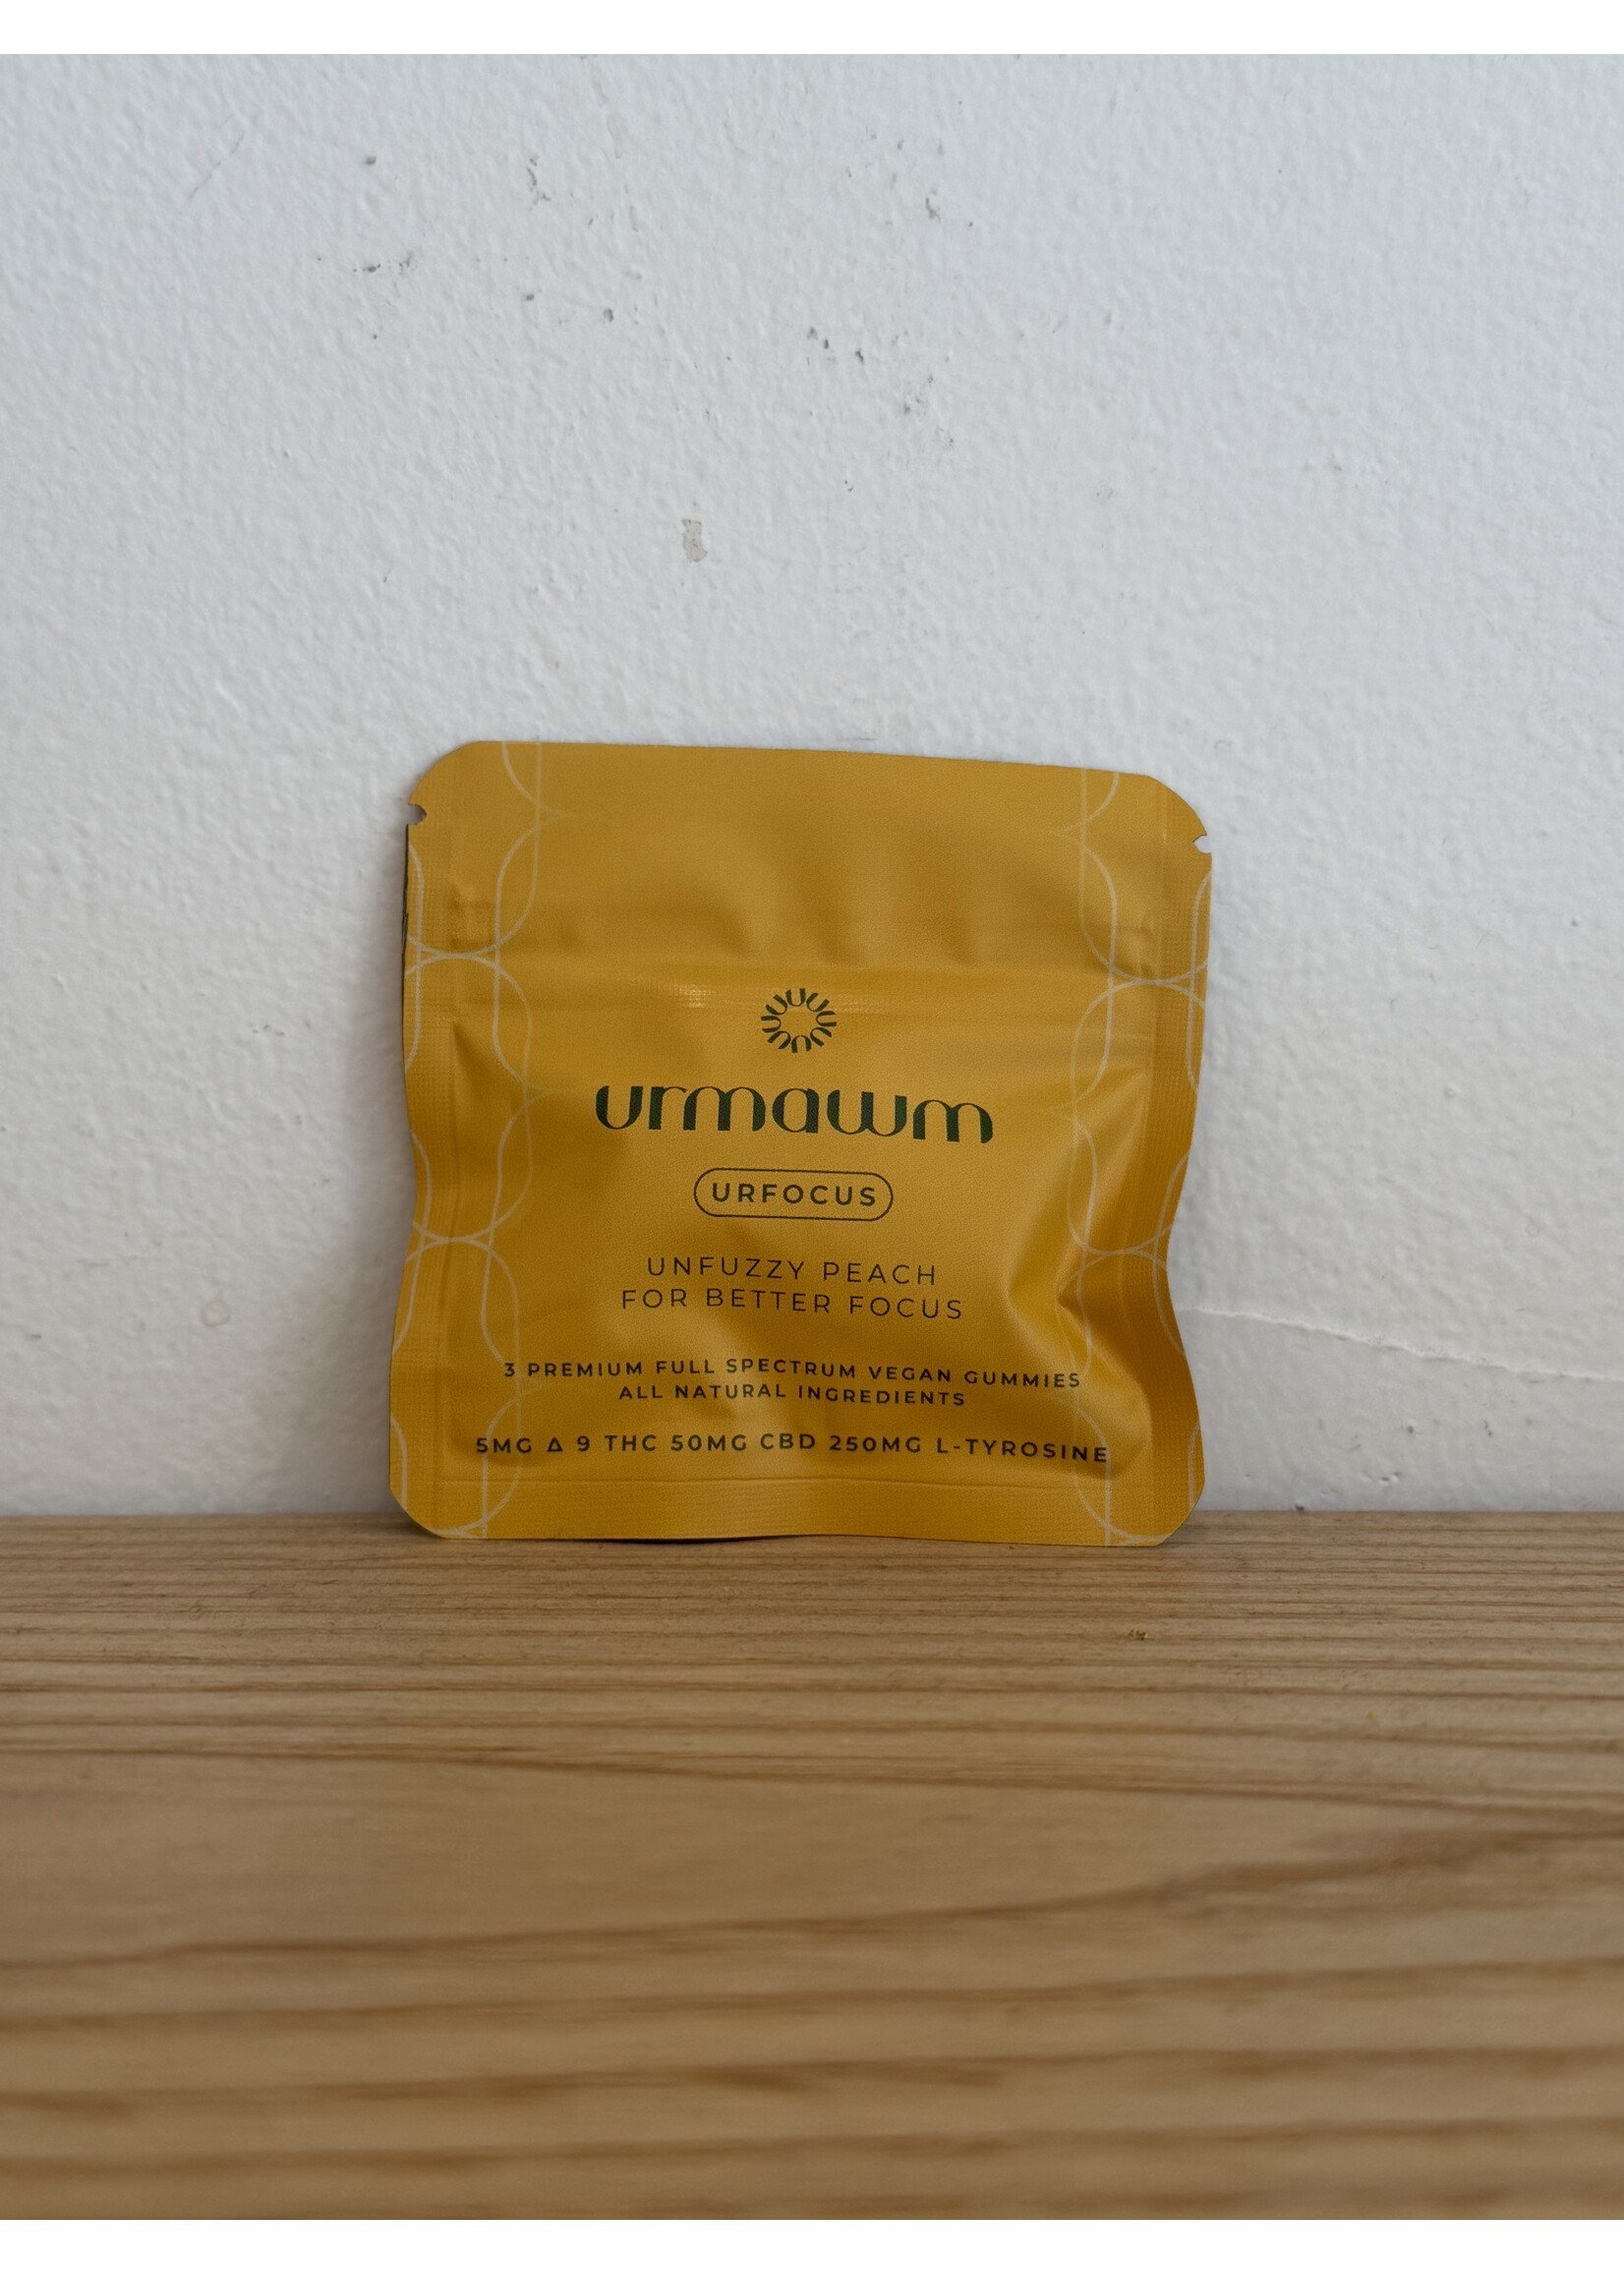 urmawm
URFOCUS
UNFUZZY PEACH
FOR BETTER FOCUS
3 PREMIUM FULL SPECTRUM VEGAN GUMMIES
ALL NATURAL INGREDIENTS
5MG Δ 9 THC 50MG CBD 250MG L-TYROSINE